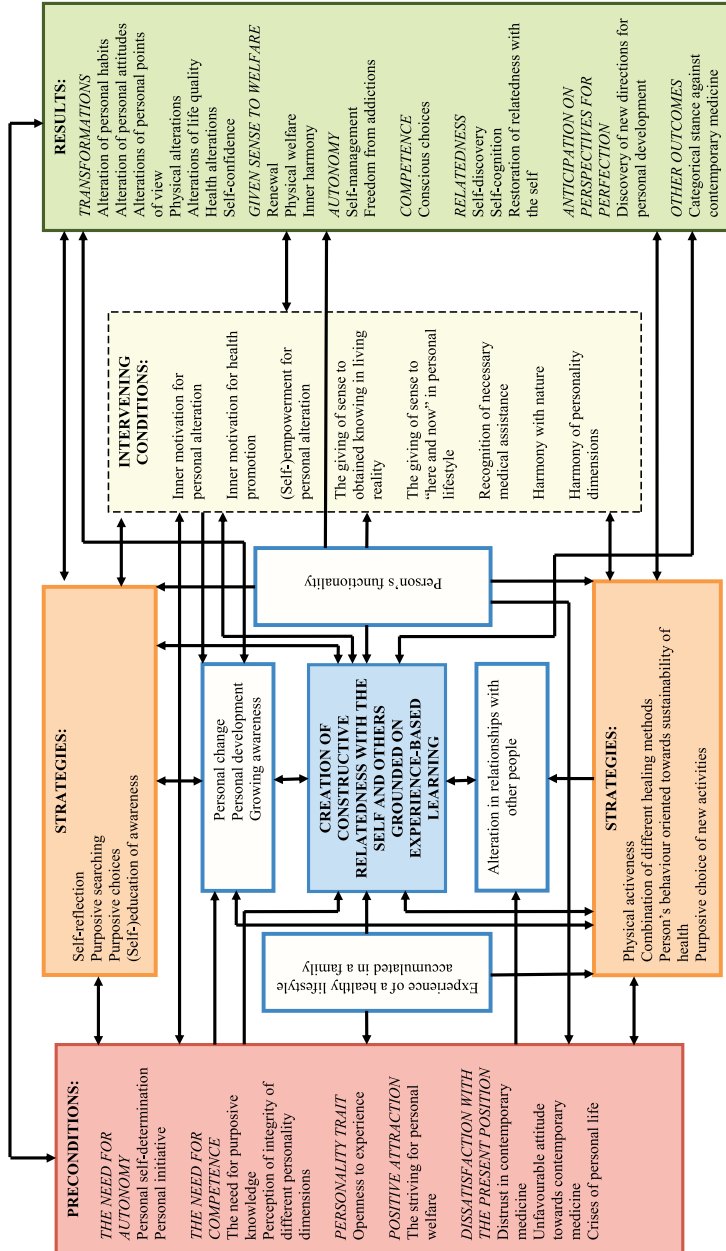 PRECONDITIONS:
THE NEED FOR
AUTONOMY
Personal self-determination
Personal initiative
THE NEED FOR
COMPETENCE
The need for purposive
knowledge
Perception of integrity of
different personality
dimensions
PERSONALITY TRAIT
Openness to experience
POSITIVE ATTRACTION
The striving for personal
welfare
DISSATISFACTION WITH
THE PRESENT POSITION
Distrust in contemporary
medicine
Unfavourable attitude
towards contemporary
medicine
Crises of personal life
STRATEGIES:
Self-reflection
Purposive searching
Purposive choices
(Self-)education of awareness
Personal change
Personal development
Growing awareness
Experience of a healthy lifestyle
accumulated in a family
CREATION OF
CONSTRUCTIVE
RELATEDNESS WITH THE
SELF AND OTHERS
GROUNDED ON
EXPERIENCE-BASED
LEARNING
Person's functionality
Alteration in relationships with
other people
STRATEGIES:
Physical activeness
Combination of different healing methods
Person's behaviour oriented towards sustainability of
health
Purposive choice of new activities
INTERVENING
CONDITIONS:
Inner motivation for
personal alteration
Inner motivation for health
promotion
(Self-)empowerment for
personal alteration
The giving of sense to
obtained knowing in living
reality
The giving of sense to
“here and now” in personal
lifestyle
Recognition of necessary
medical assistance
Harmony with nature
Harmony of personality
dimensions
RESULTS:
TRANSFORMATIONS
Alteration of personal habits
Alteration of personal attitudes
Alterations of personal points
of view
Physical alterations
Alterations of life quality
Health alterations
Self-confidence
GIVEN SENSE TO WELFARE
Renewal
Physical welfare
Inner harmony
AUTONOMY
Self-management
Freedom from addictions
COMPETENCE
Conscious choices
RELATEDNESS
Self-discovery
Self-cognition
Restoration of relatedness with
the self
ANTICIPATION ON
PERSPECTIVES FOR
PERFECTION
Discovery of new directions for
personal development
OTHER OUTCOMES
Categorical stance against
contemporary medicine